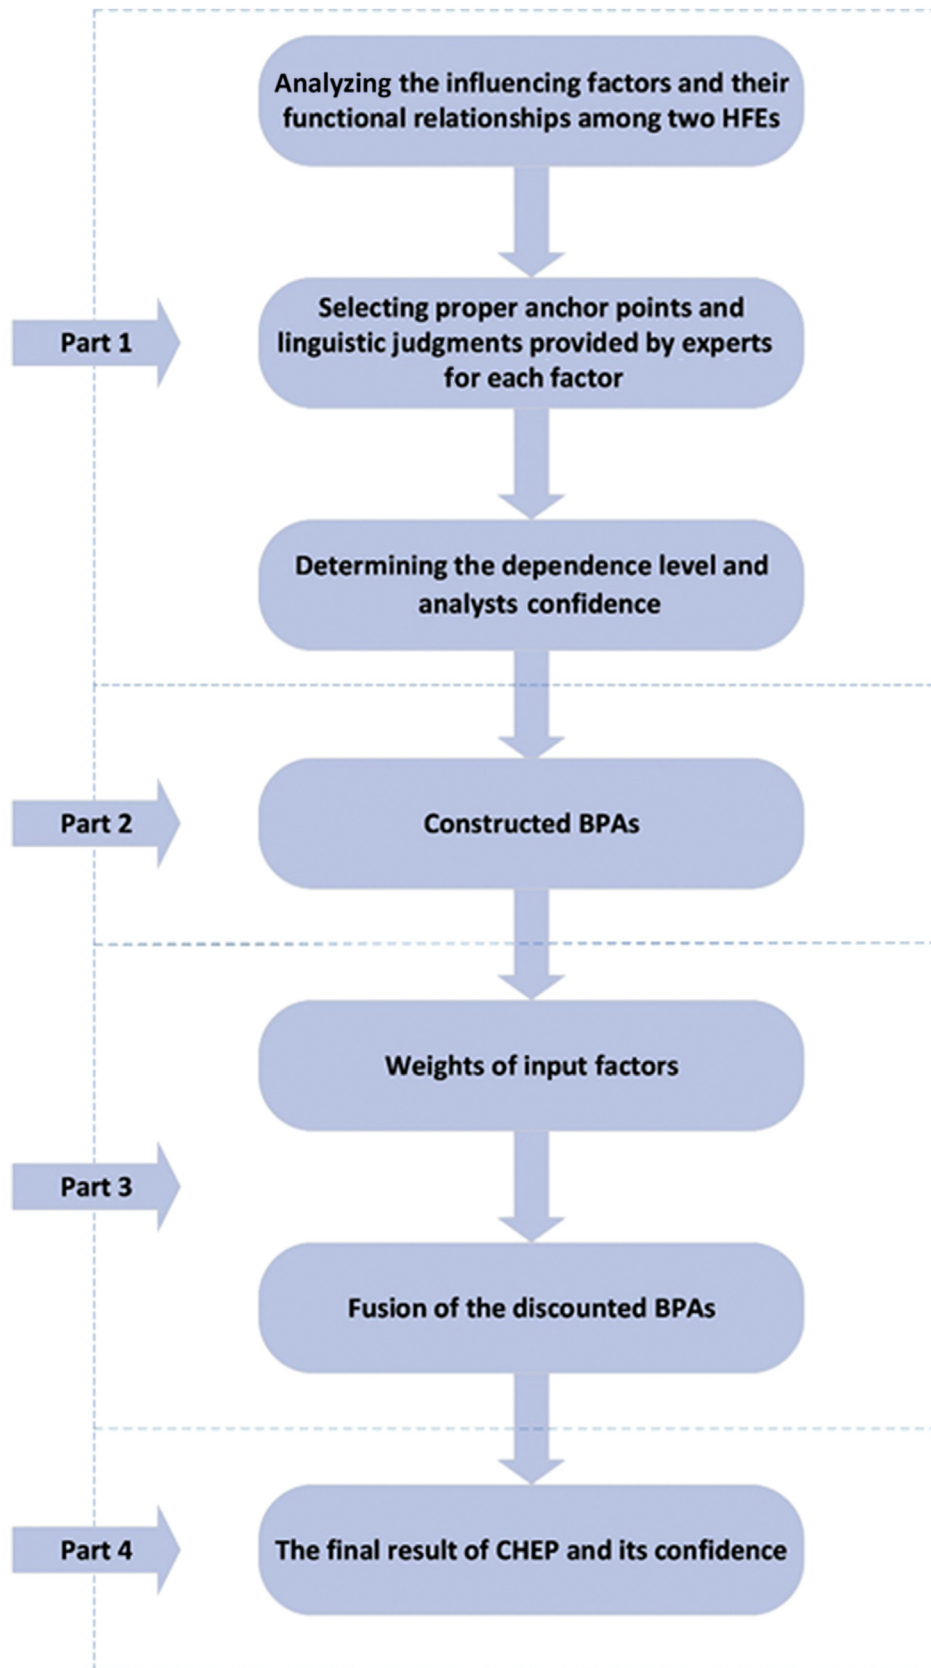 Analyzing the influencing factors and their
functional relationships among two HFEs
Part 1
Selecting proper anchor points and
linguistic judgments provided by experts
for each factor
Determining the dependence level and
analysts confidence
Part 2
Constructed BPAs
Weights of input factors
Part 3
Fusion of the discounted BPAs
Part 4
The final result of CHEP and its confidence